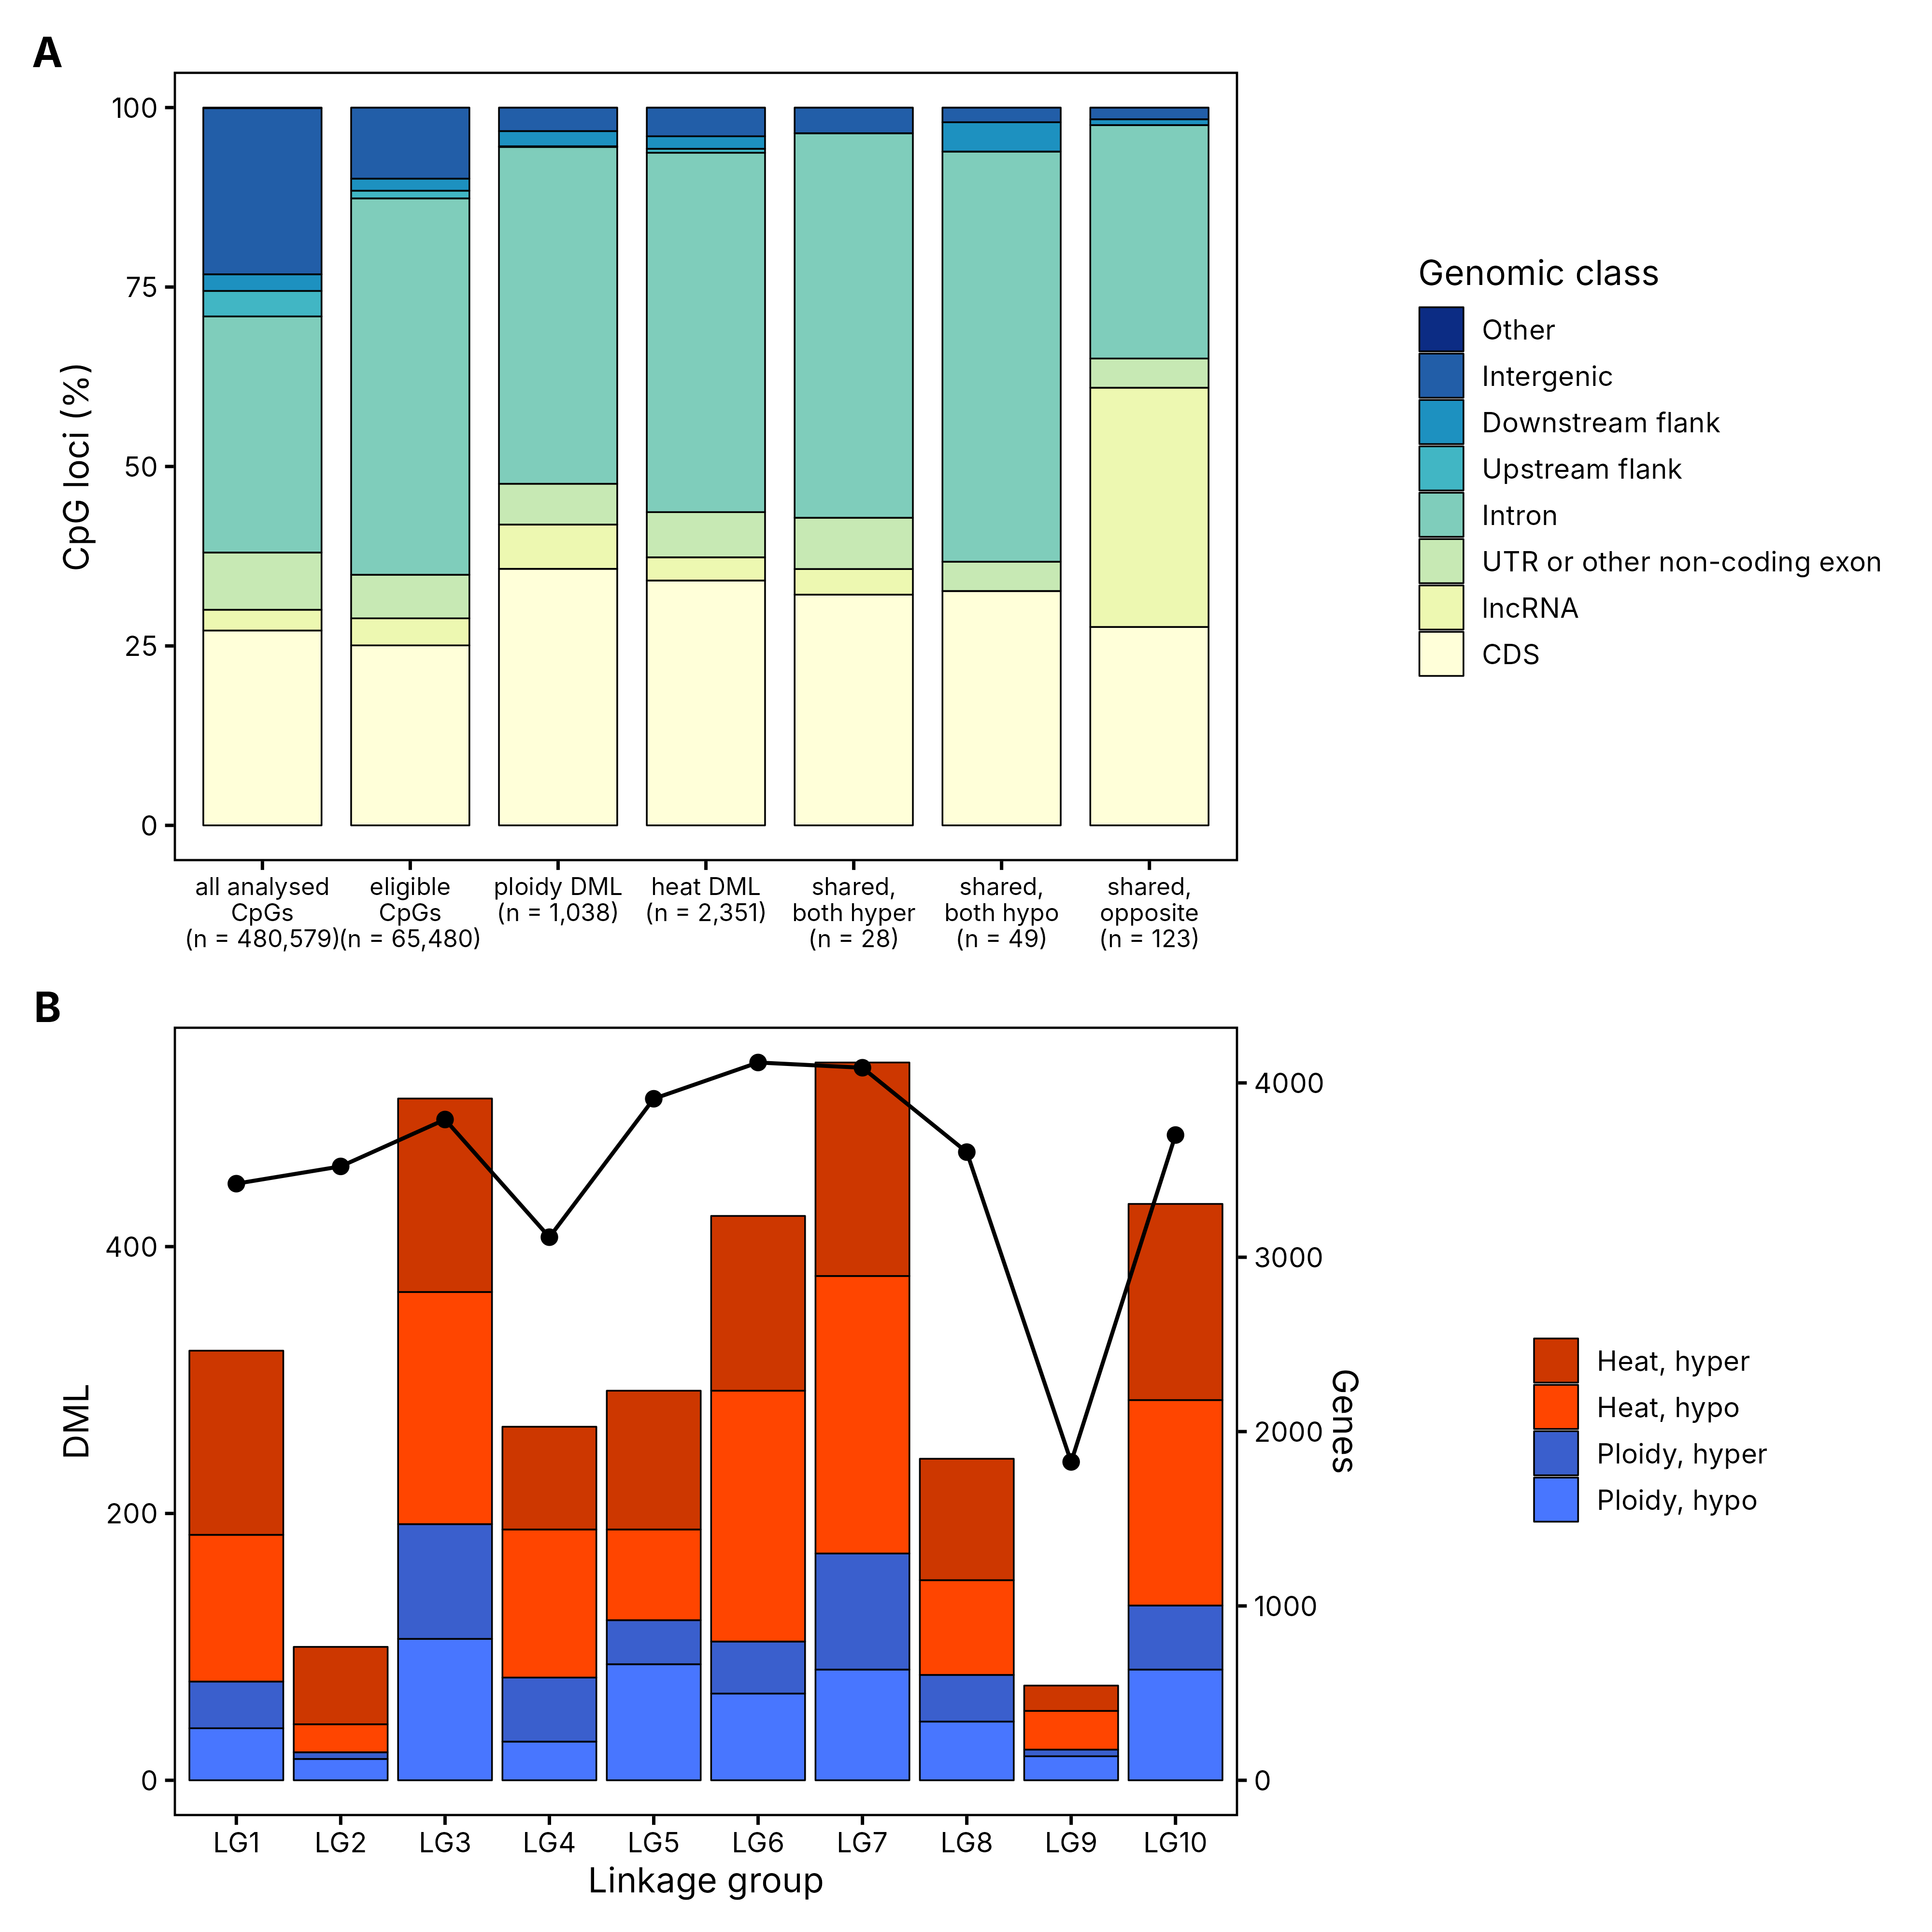 A
CpG loci (%)
100
75
50
25
0
all analysed
CpGs
(n = 480,579)
eligible
CpGs
(n = 65,480)
ploidy DML
(n = 1,038)
heat DML
(n = 2,351)
shared,
both hyper
(n = 28)
shared,
both hypo
(n = 49)
shared,
opposite
(n = 123)
Genomic class
Other
Intergenic
Downstream flank
Upstream flank
Intron
UTR or other non-coding exon
lncRNA
CDS
B
DML
400
200
0
4000
3000
2000
1000
0
Genes
LG1
LG2
LG3
LG4
LG5
LG6
LG7
LG8
LG9
LG10
Linkage group
Heat, hyper
Heat, hypo
Ploidy, hyper
Ploidy, hypo